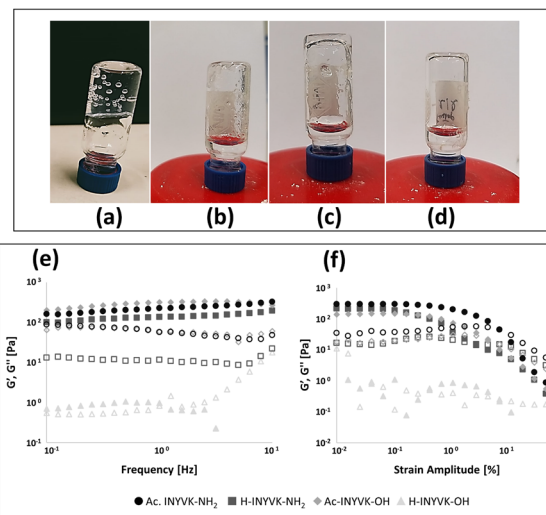 (a) (b) (c) (d)
(e) (f)
10³ 10³
10² 10²
10¹ 10¹
10⁰ 10⁰
10⁻¹ 10⁻¹
10⁻² 10⁻¹ 10⁰ 10¹
G', G'' [Pa] G', G'' [Pa]
10⁻¹ 10⁰ 10¹
10⁻²
Frequency [Hz] Strain Amplitude [%]
Ac. INYVK-NH₂ H-INYVK-NH₂ Ac-INYVK-OH H-INYVK-OH